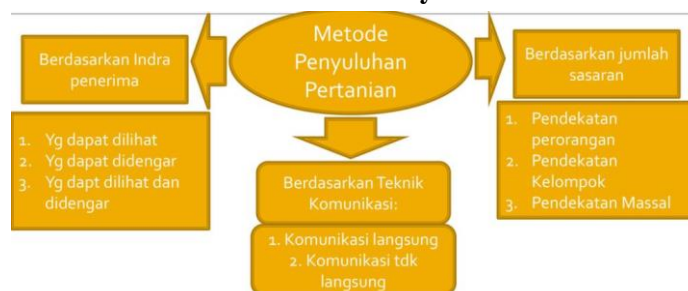 Metode
Penyuluhan
Pertanian
Berdasarkan Indra
penerima
1. Yg dapat dilihat
2. Yg dapat didengar
3. Yg dapt dilihat dan
didengar
Berdasarkan Teknik
Komunikasi:
1. Komunikasi langsung
2. Komunikasi tdk
langsung
Berdasarkan jumlah
sasaran
1. Pendekatan
perorangan
2. Pendekatan
Kelompok
3. Pendekatan Massal